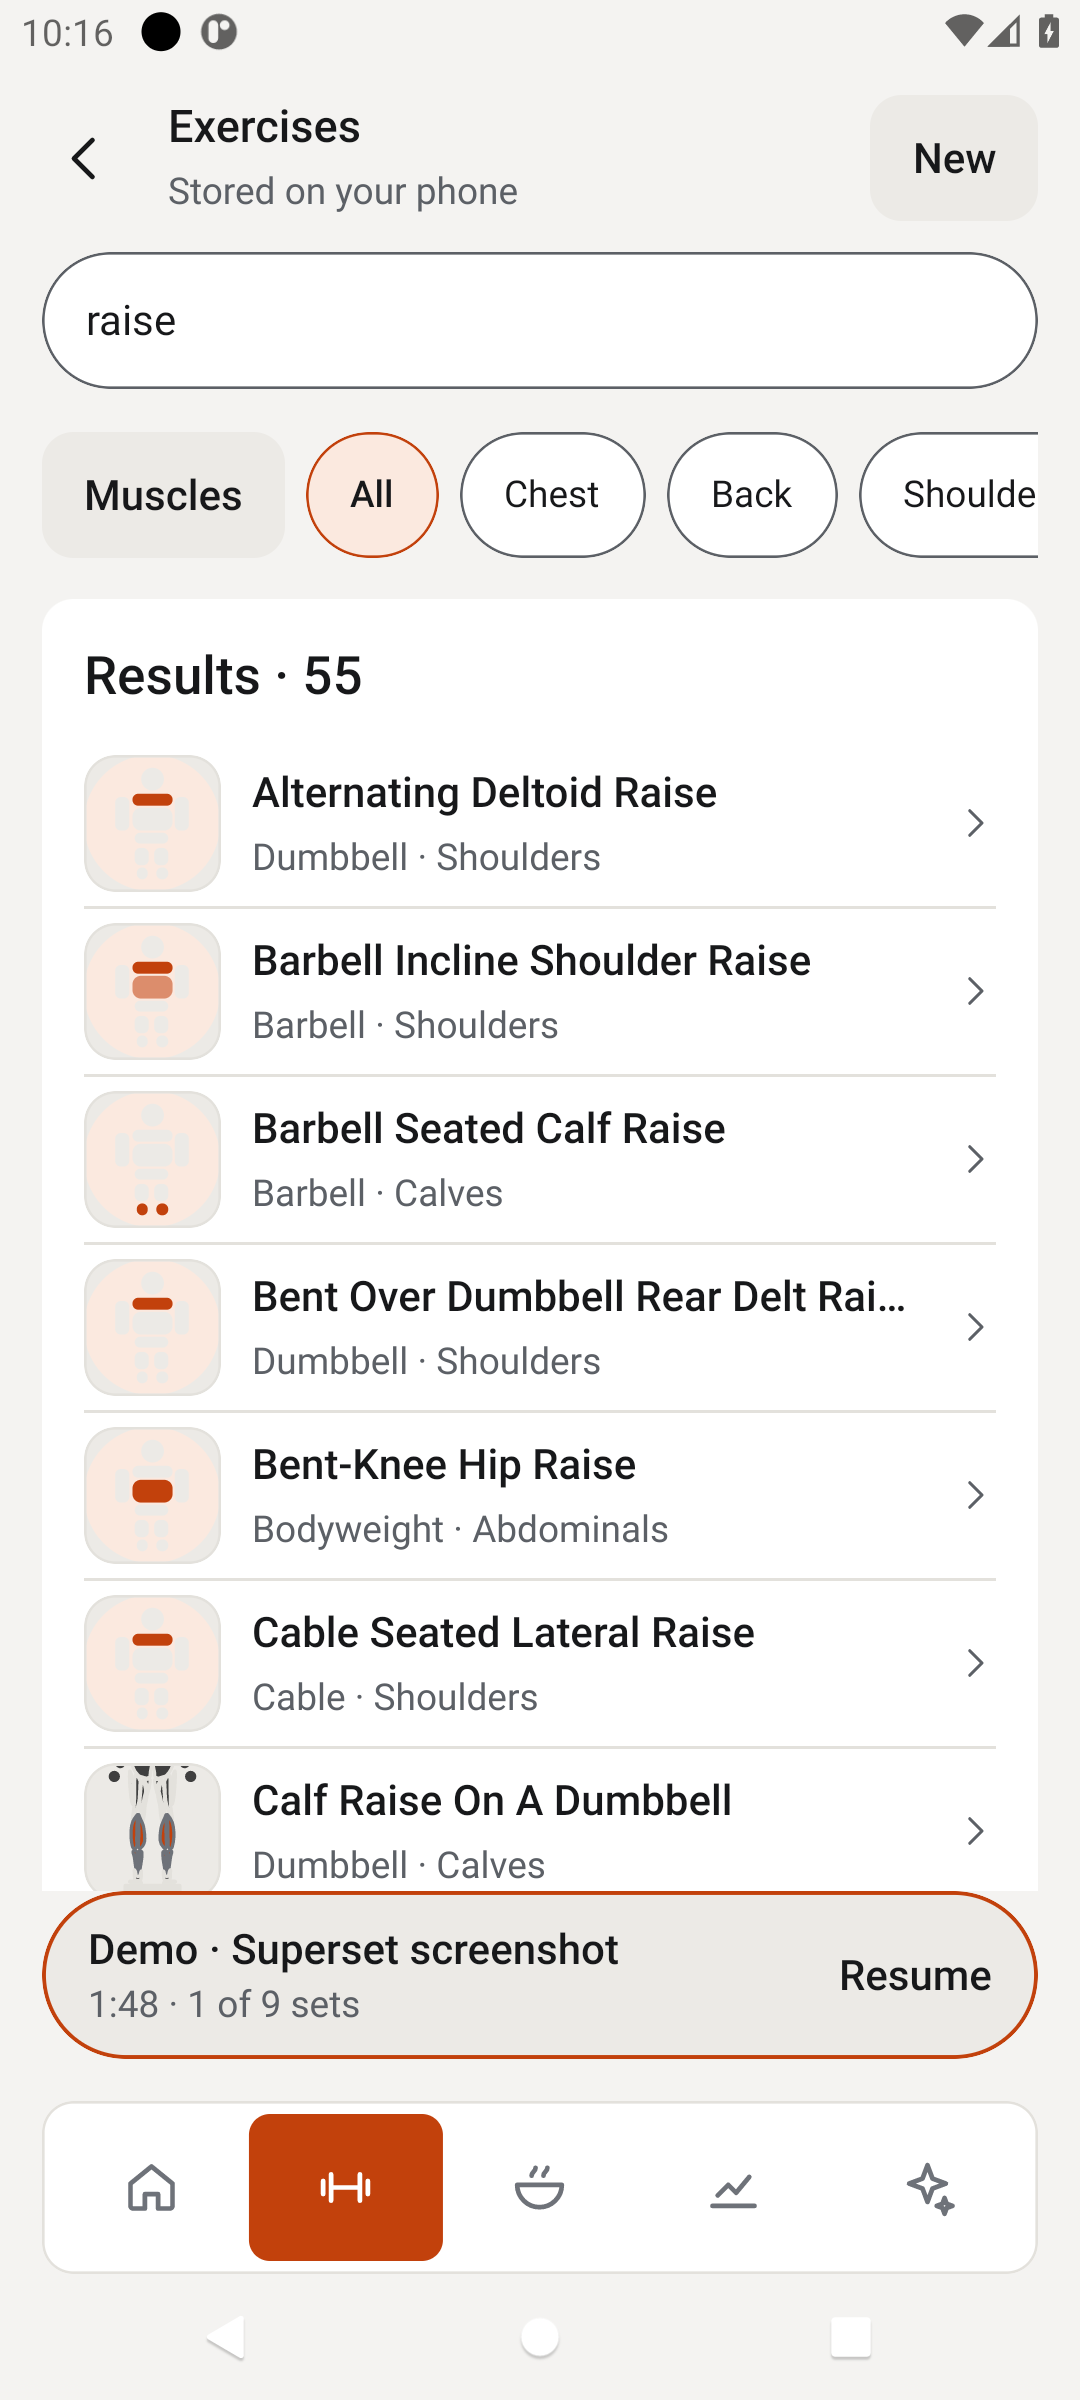 10:16
Exercises
Stored on your phone
New
raise
Muscles
All
Chest
Back
Shoulde
Results · 55
Alternating Deltoid Raise
Dumbbell · Shoulders
Barbell Incline Shoulder Raise
Barbell · Shoulders
Barbell Seated Calf Raise
Barbell · Calves
Bent Over Dumbbell Rear Delt Rai...
Dumbbell · Shoulders
Bent-Knee Hip Raise
Bodyweight · Abdominals
Cable Seated Lateral Raise
Cable · Shoulders
Calf Raise On A Dumbbell
Dumbbell · Calves
Demo · Superset screenshot
1:48 · 1 of 9 sets
Resume